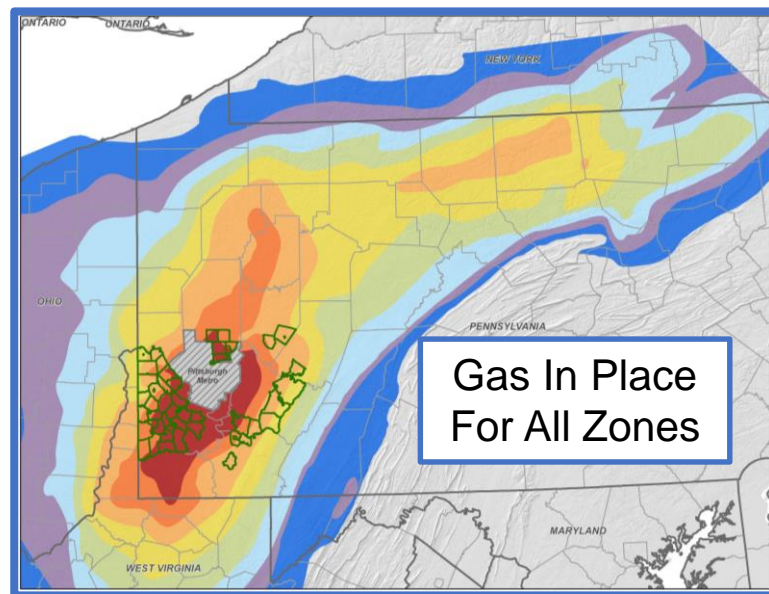 ONTARIO
ONTARIO
NEW YORK
OHIO
PENNSYLVANIA
Pittsburgh
Metro
Gas In Place
For All Zones
MARYLAND
WEST VIRGINIA